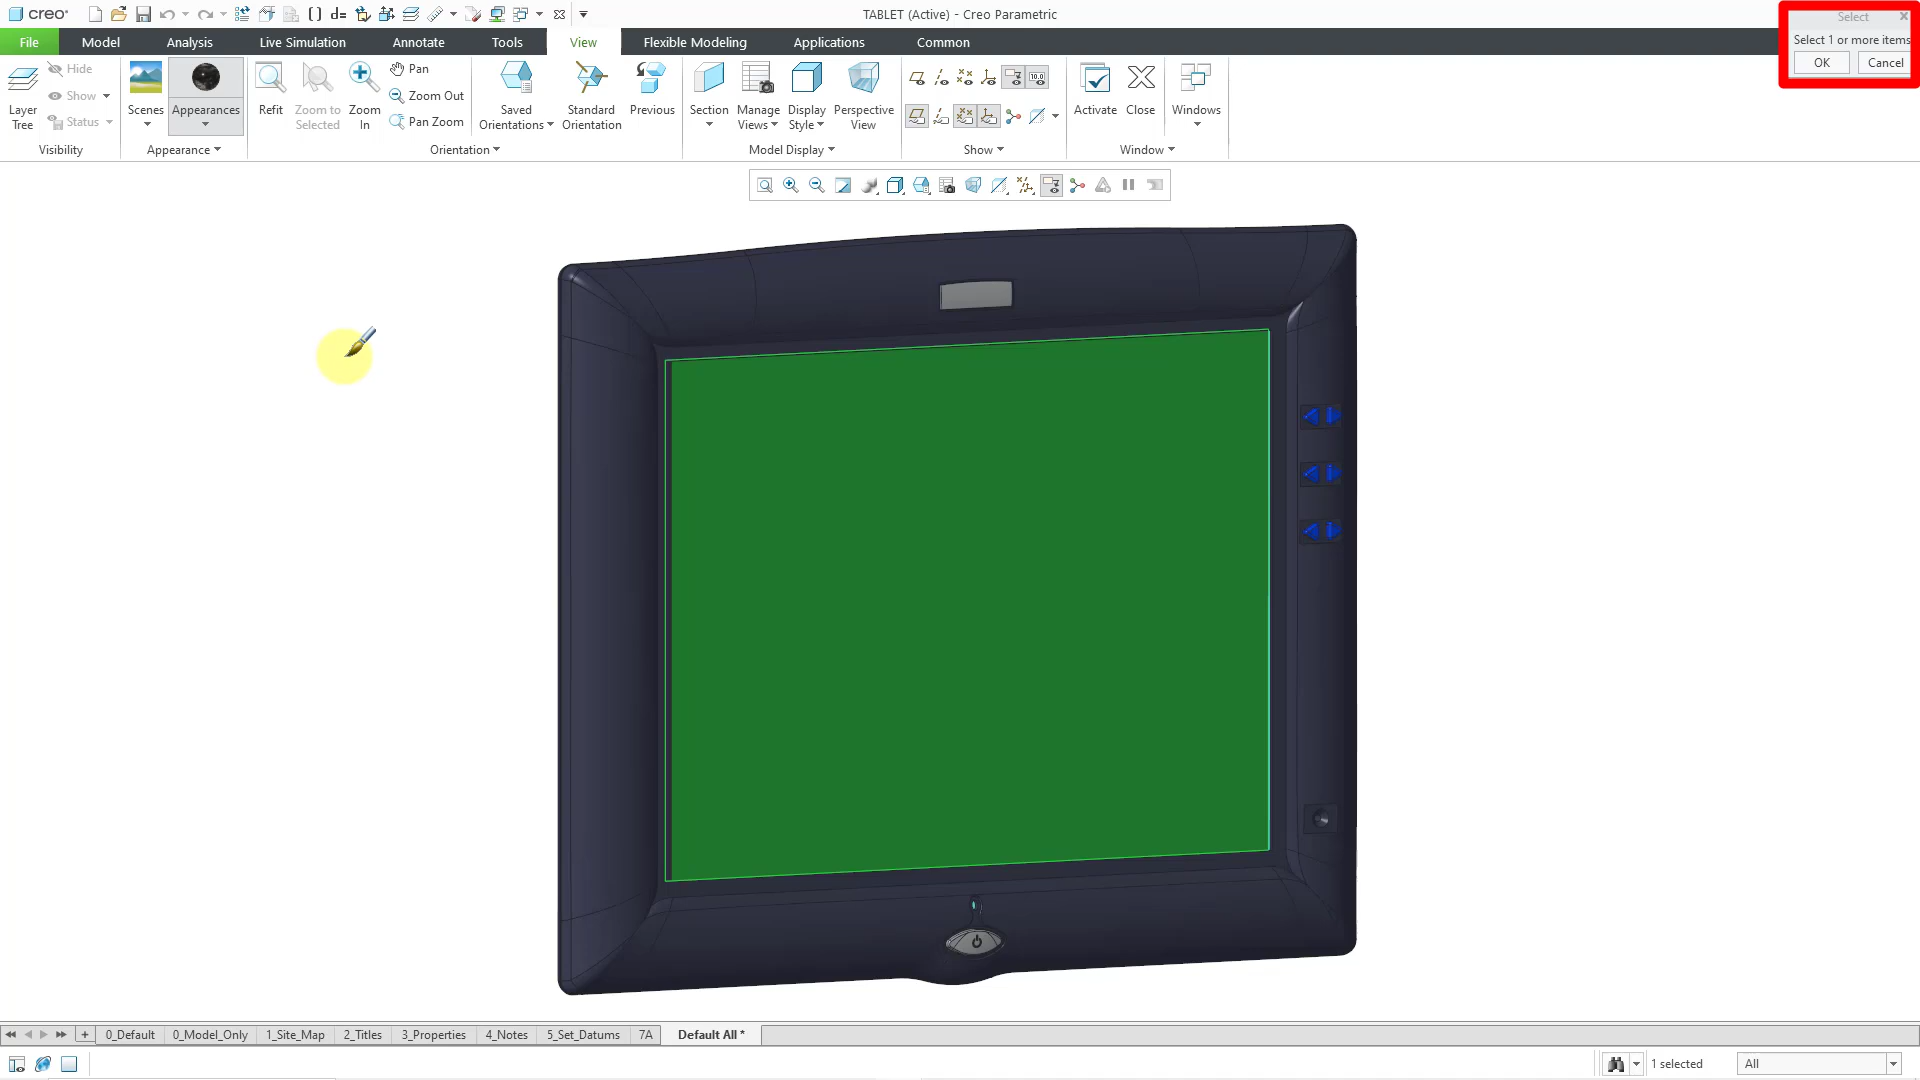 creo d= TABLET (Active) - Creo Parametric
Select
Select 1 or more items
OK Cancel
File Model Analysis Live Simulation Annotate Tools View Flexible Modeling Applications Common
Layer Tree
Hide
Show
Status
Scenes
Appearances
Refit
Zoom to Selected
Zoom In
Pan
Zoom Out
Pan Zoom
Saved Orientations
Standard Orientation
Previous
Section
Manage Views
Display Style
Perspective View
10.0
Activate
Close
Windows
Visibility Appearance Orientation Model Display Show Window
0_Default 0_Model_Only 1_Site_Map 2_Titles 3_Properties 4_Notes 5_Set_Datums 7A Default All *
1 selected All